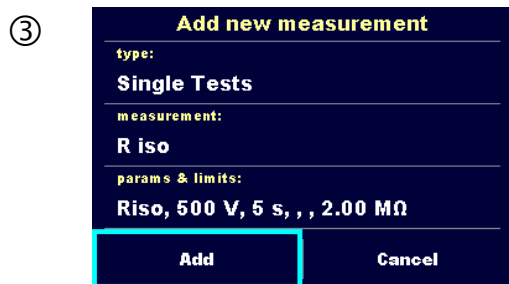 ③
Add new measurement
type:
Single Tests
measurement:
R iso
params & limits:
Riso, 500 V, 5 s, , , 2.00 MΩ
Add Cancel